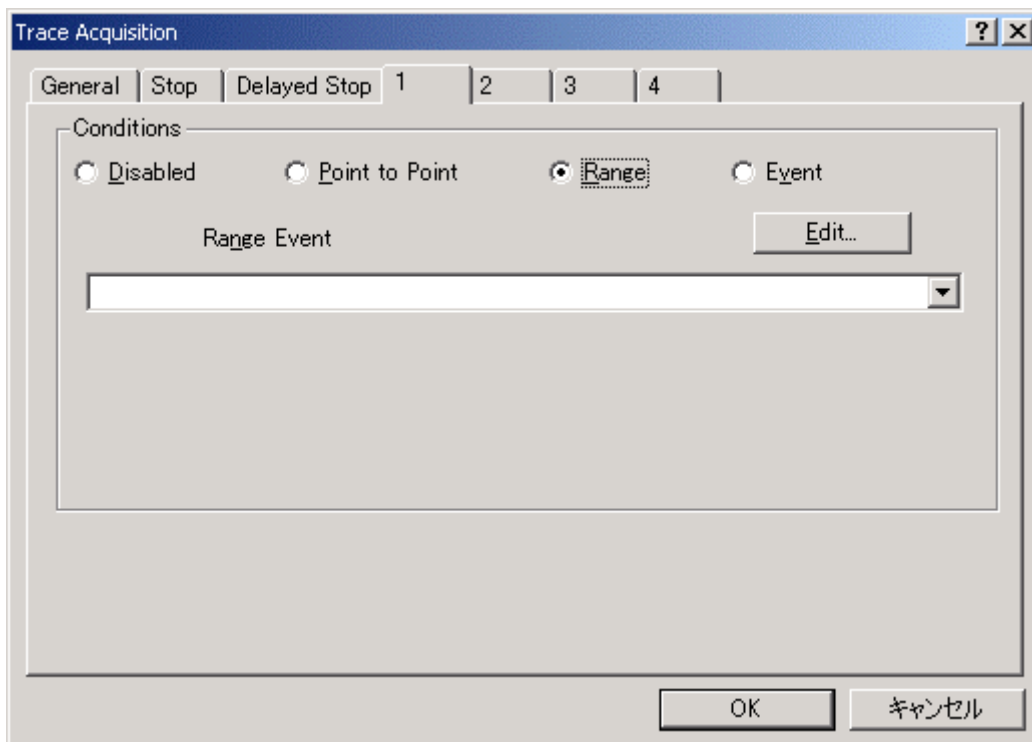 Trace Acquisition
General Stop Delayed Stop 1 2 3 4
Conditions
Disabled Point to Point Range Event
Range Event Edit...
OK キャンセル